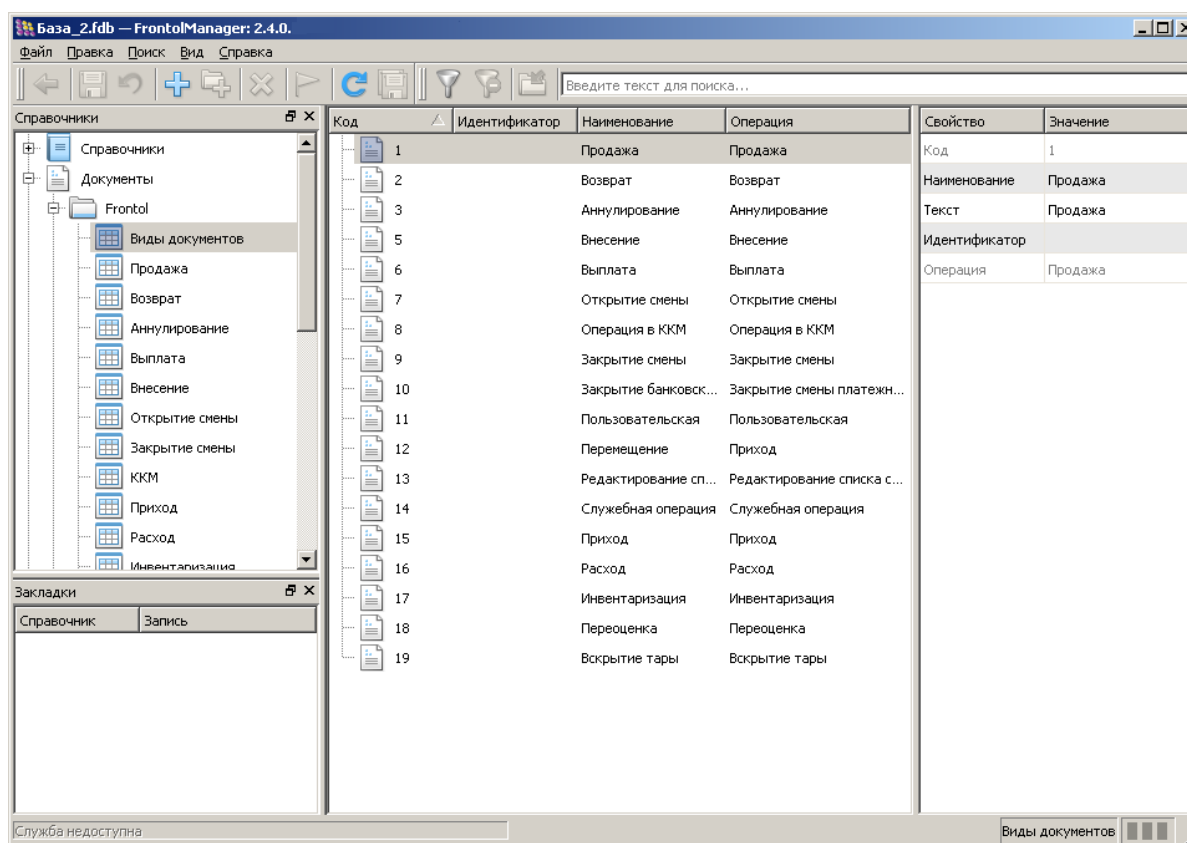 База_2.fdb — FrontolManager: 2.4.0.
Файл Правка Поиск Вид Справка
Введите текст для поиска...
Справочники
Справочники
Документы
Frontol
Виды документов
Продажа
Возврат
Аннулирование
Выплата
Внесение
Открытие смены
Закрытие смены
ККМ
Приход
Расход
Инвентаризация
Закладки
Справочник Запись
Код Идентификатор Наименование Операция
1 Продажа Продажа
2 Возврат Возврат
3 Аннулирование Аннулирование
5 Внесение Внесение
6 Выплата Выплата
7 Открытие смены Открытие смены
8 Операция в ККМ Операция в ККМ
9 Закрытие смены Закрытие смены
10 Закрытие банковск... Закрытие смены платежн...
11 Пользовательская Пользовательская
12 Перемещение Приход
13 Редактирование сп... Редактирование списка с...
14 Служебная операция Служебная операция
15 Приход Приход
16 Расход Расход
17 Инвентаризация Инвентаризация
18 Переоценка Переоценка
19 Вскрытие тары Вскрытие тары
Свойство Значение
Код 1
Наименование Продажа
Текст Продажа
Идентификатор
Операция Продажа
Служба недоступна
Виды документов